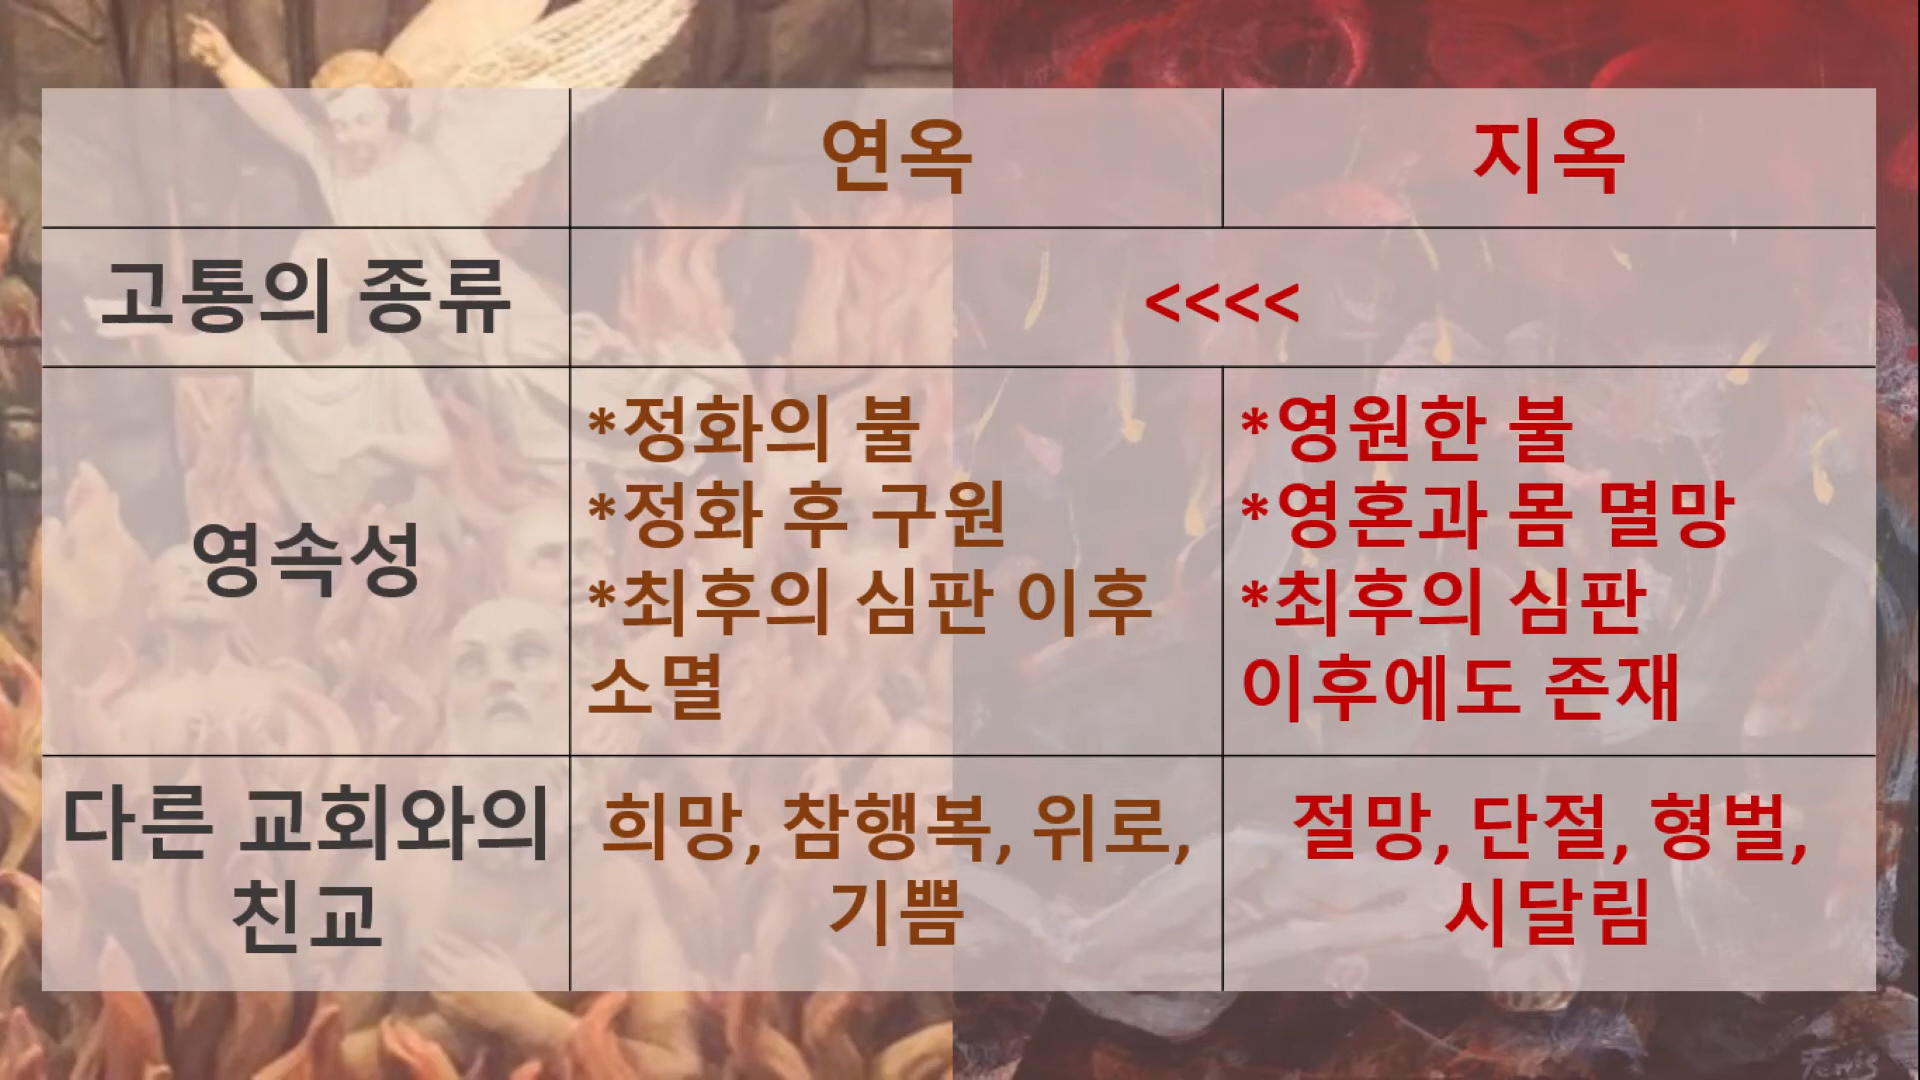 연옥
지옥
고통의 종류
<<<<
영속성
*정화의 불
*정화 후 구원
*최후의 심판 이후
소멸
*영원한 불
*영혼과 몸 멸망
*최후의 심판
이후에도 존재
다른 교회와의
친교
희망, 참행복, 위로,
기쁨
절망, 단절, 형벌,
시달림